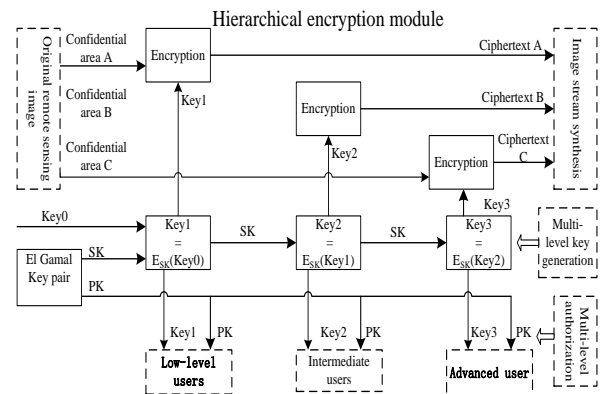 Hierarchical encryption module
Original remote sensing
image
Confidential
area A
Encryption
Ciphertext A
Image stream synthesis
Confidential
area B
Key1
Encryption
Ciphertext B
Confidential
area C
Key2
Encryption
Ciphertext
C
Key0
Key3
Key1
=
E_SK(Key0)
SK
Key2
=
E_SK(Key1)
SK
Key3
=
E_SK(Key2)
Multi-
level key
generation
El Gamal
Key pair
SK
PK
Key1
PK
Key2
PK
Key3
PK
Multi-level
authorization
Low-level
users
Intermediate
users
Advanced user